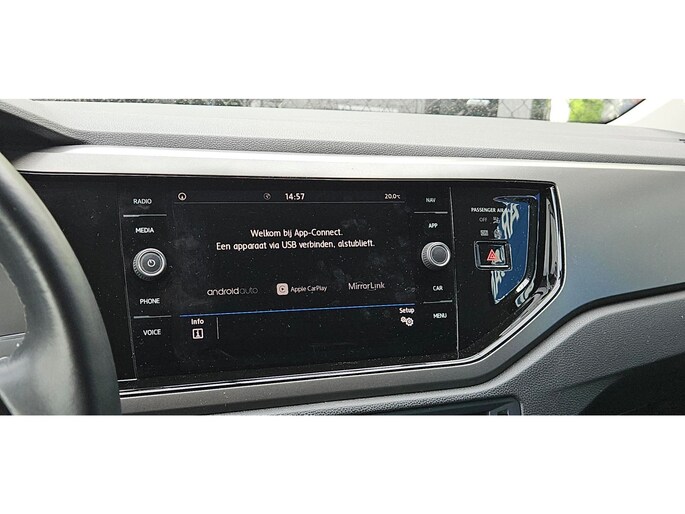 RADIO
14:57
20.0°C
NAV
PASSENGER AIR
OFF
MEDIA
Welkom bij App-Connect.
Een apparaat via USB verbinden, alstublieft.
APP
androidauto
Apple CarPlay
MirrorLink
PHONE
CAR
VOICE
Info
Setup
MENU